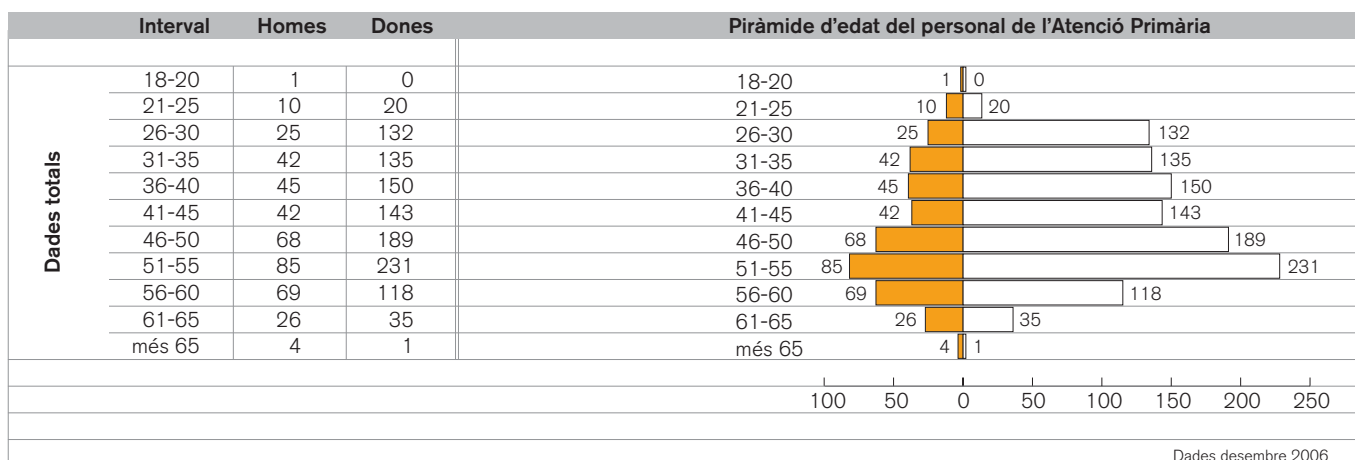 Interval Homes Dones Piràmide d’edat del personal de l’Atenció Primària
Dades totals
18-20 1 0 18-20 1 0
21-25 10 20 21-25 10 20
26-30 25 132 26-30 25 132
31-35 42 135 31-35 42 135
36-40 45 150 36-40 45 150
41-45 42 143 41-45 42 143
46-50 68 189 46-50 68 189
51-55 85 231 51-55 85 231
56-60 69 118 56-60 69 118
61-65 26 35 61-65 26 35
més 65 4 1 més 65 4 1
100 50 0 50 100 150 200 250
Dades desembre 2006